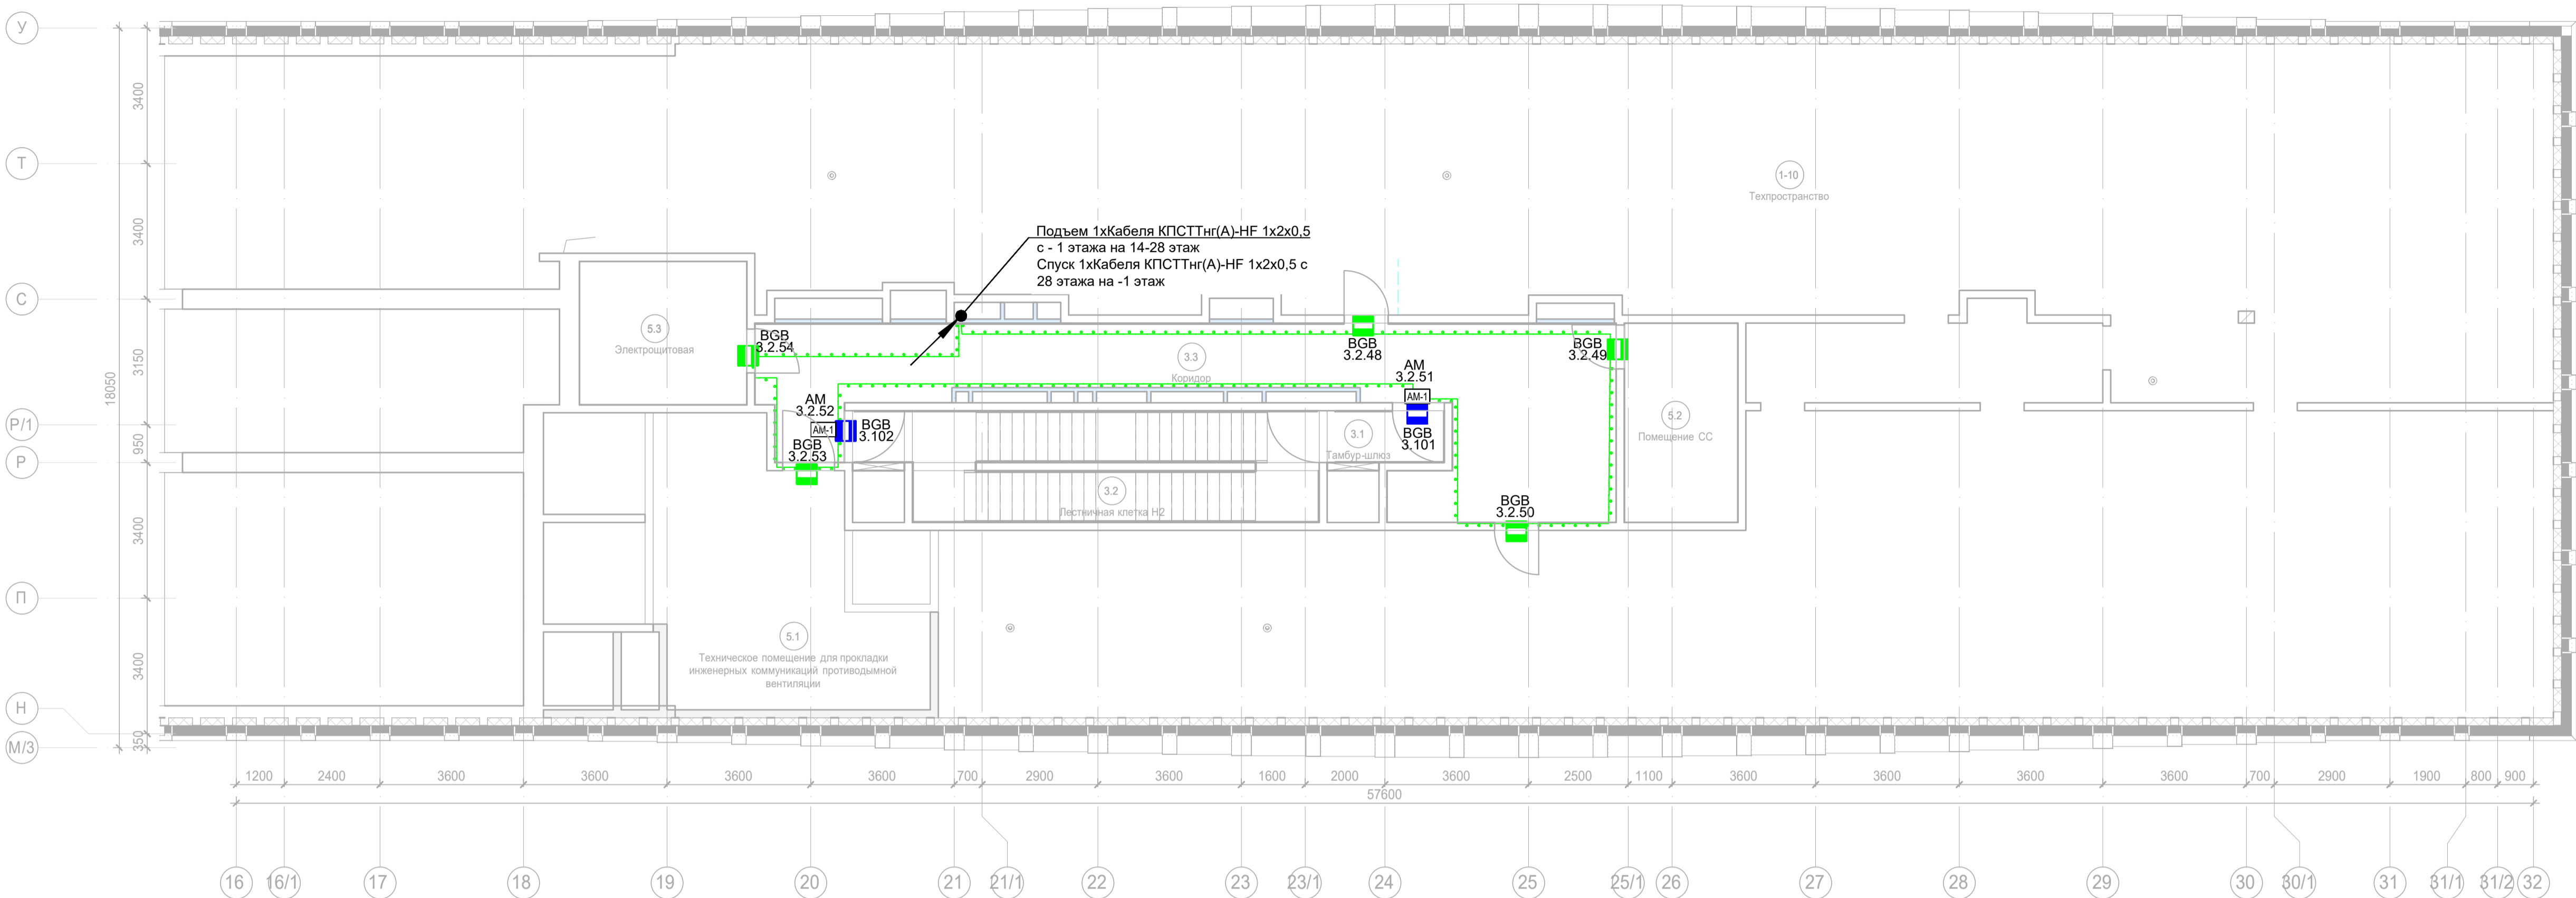 У
Т
С
Р/1
Р
П
Н
М/3
3400
3400
3150
950
3400
3400
350
18050
1-10
Техпространство
Подъем 1хКабеля КПСТТнг(А)-HF 1х2х0,5
с - 1 этажа на 14-28 этаж
Спуск 1хКабеля КПСТТнг(А)-HF 1х2х0,5 с
28 этажа на -1 этаж
5.3
Электрощитовая
BGB
3.2.54
BGB
3.2.48
BGB
3.2.49
3.3
Коридор
AM
3.2.51
АМ-1
BGB
3.101
AM
3.2.52
АМ-1
BGB
3.102
BGB
3.2.53
3.1
Тамбур-шлюз
5.2
Помещение СС
3.2
Лестничная клетка Н2
BGB
3.2.50
5.1
Техническое помещение для прокладки
инженерных коммуникаций противодымной
вентиляции
1200 2400 3600 3600 3600 3600 700 2900 3600 1600 2000 3600 2500 1100 3600 3600 3600 3600 700 2900 1900 800 900
57600
16 16/1 17 18 19 20 21 21/1 22 23 23/1 24 25 25/1 26 27 28 29 30 30/1 31 31/1 31/2 32